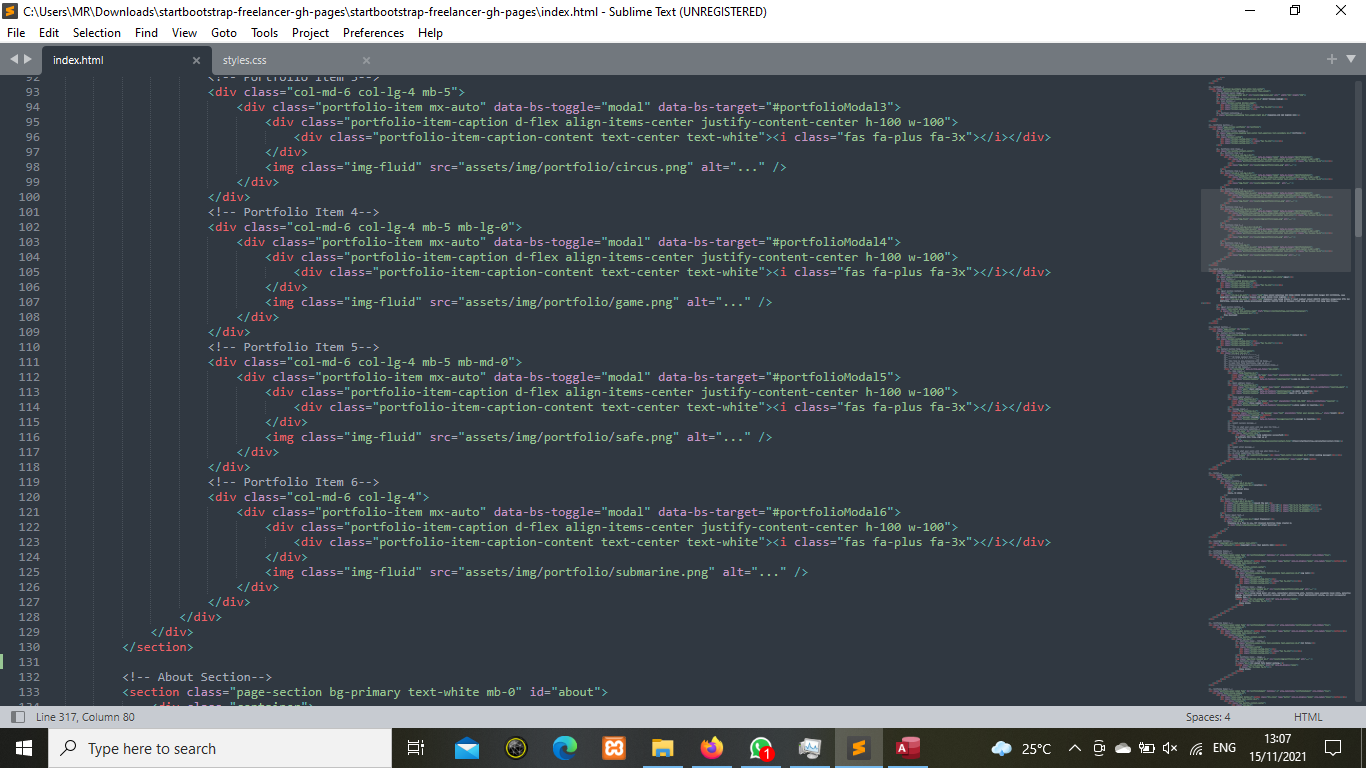 C:\Users\MR\Downloads\startbootstrap-freelancer-gh-pages\startbootstrap-freelancer-gh-pages\index.html - Sublime Text (UNREGISTERED)
File Edit Selection Find View Goto Tools Project Preferences Help
index.html × styles.css ×
92 <!-- Portfolio Item 3-->
93 <div class="col-md-6 col-lg-4 mb-5">
94 <div class="portfolio-item mx-auto" data-bs-toggle="modal" data-bs-target="#portfolioModal3">
95 <div class="portfolio-item-caption d-flex align-items-center justify-content-center h-100 w-100">
96 <div class="portfolio-item-caption-content text-center text-white"><i class="fas fa-plus fa-3x"></i></div>
97 </div>
98 <img class="img-fluid" src="assets/img/portfolio/circus.png" alt="..." />
99 </div>
100 </div>
101 <!-- Portfolio Item 4-->
102 <div class="col-md-6 col-lg-4 mb-5 mb-lg-0">
103 <div class="portfolio-item mx-auto" data-bs-toggle="modal" data-bs-target="#portfolioModal4">
104 <div class="portfolio-item-caption d-flex align-items-center justify-content-center h-100 w-100">
105 <div class="portfolio-item-caption-content text-center text-white"><i class="fas fa-plus fa-3x"></i></div>
106 </div>
107 <img class="img-fluid" src="assets/img/portfolio/game.png" alt="..." />
108 </div>
109 </div>
110 <!-- Portfolio Item 5-->
111 <div class="col-md-6 col-lg-4 mb-5 mb-md-0">
112 <div class="portfolio-item mx-auto" data-bs-toggle="modal" data-bs-target="#portfolioModal5">
113 <div class="portfolio-item-caption d-flex align-items-center justify-content-center h-100 w-100">
114 <div class="portfolio-item-caption-content text-center text-white"><i class="fas fa-plus fa-3x"></i></div>
115 </div>
116 <img class="img-fluid" src="assets/img/portfolio/safe.png" alt="..." />
117 </div>
118 </div>
119 <!-- Portfolio Item 6-->
120 <div class="col-md-6 col-lg-4">
121 <div class="portfolio-item mx-auto" data-bs-toggle="modal" data-bs-target="#portfolioModal6">
122 <div class="portfolio-item-caption d-flex align-items-center justify-content-center h-100 w-100">
123 <div class="portfolio-item-caption-content text-center text-white"><i class="fas fa-plus fa-3x"></i></div>
124 </div>
125 <img class="img-fluid" src="assets/img/portfolio/submarine.png" alt="..." />
126 </div>
127 </div>
128 </div>
129 </div>
130 </section>
131
132 <!-- About Section-->
133 <section class="page-section bg-primary text-white mb-0" id="about">
134 <div class="container">
Line 317, Column 80 Spaces: 4 HTML
Type here to search 1 25°C ENG 13:07
15/11/2021